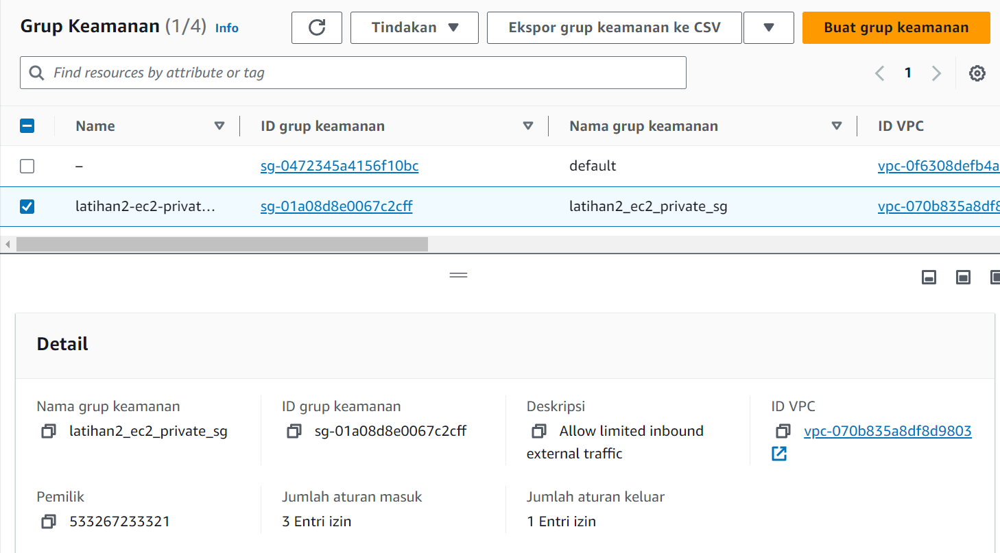 Grup Keamanan (1/4) Info
Tindakan
Ekspor grup keamanan ke CSV
Buat grup keamanan
Find resources by attribute or tag
1
Name
ID grup keamanan
Nama grup keamanan
ID VPC
–
sg-0472345a4156f10bc
default
vpc-0f6308defb4a
latihan2-ec2-privat…
sg-01a08d8e0067c2cff
latihan2_ec2_private_sg
vpc-070b835a8df8
Detail
Nama grup keamanan
latihan2_ec2_private_sg
ID grup keamanan
sg-01a08d8e0067c2cff
Deskripsi
Allow limited inbound
external traffic
ID VPC
vpc-070b835a8df8d9803
Pemilik
533267233321
Jumlah aturan masuk
3 Entri izin
Jumlah aturan keluar
1 Entri izin